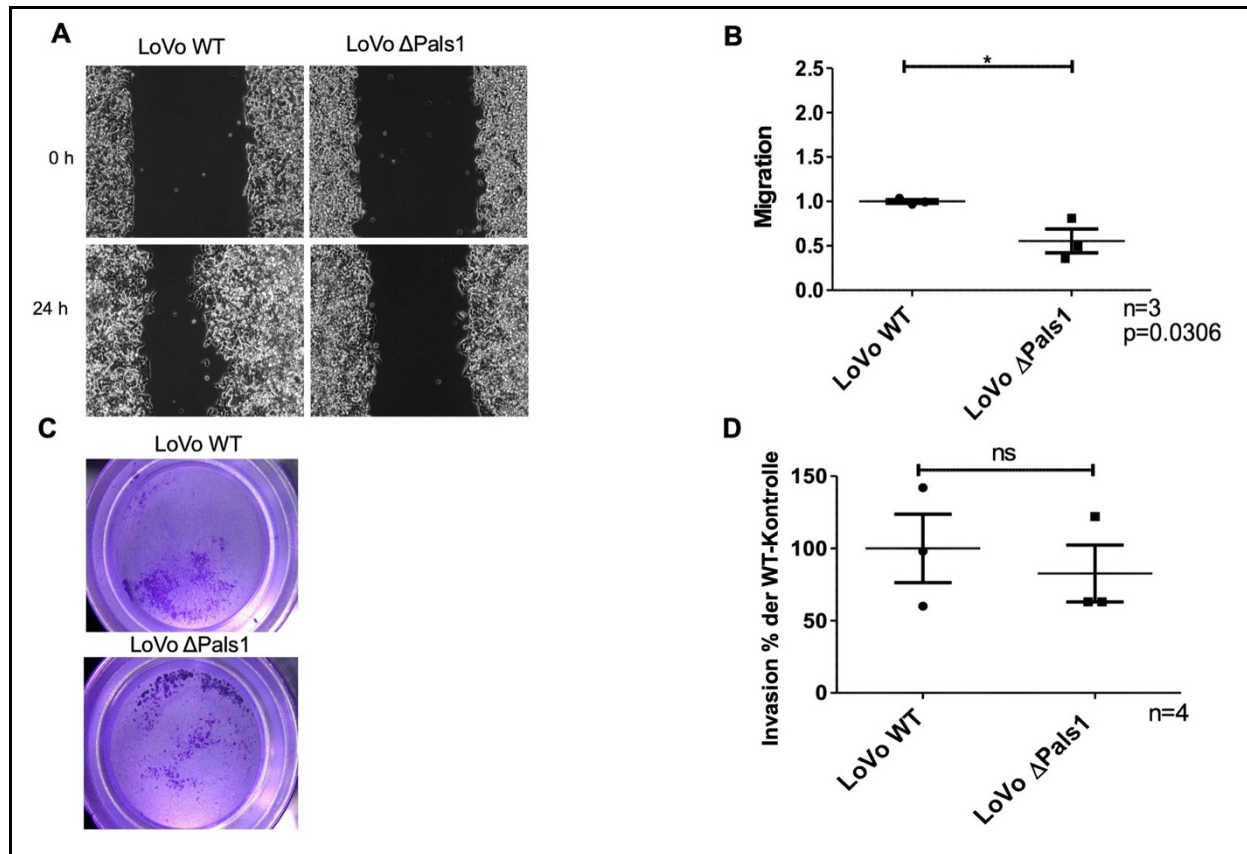 A
LoVo WT
LoVo ΔPals1
0 h
24 h
B
*
2.5
2.0
1.5
1.0
0.5
0.0
Migration
LoVo WT
LoVo ΔPals1
n=3
p=0.0306
C
LoVo WT
LoVo ΔPals1
D
ns
150
100
50
0
Invasion % der WT-Kontrolle
LoVo WT
LoVo ΔPals1
n=4